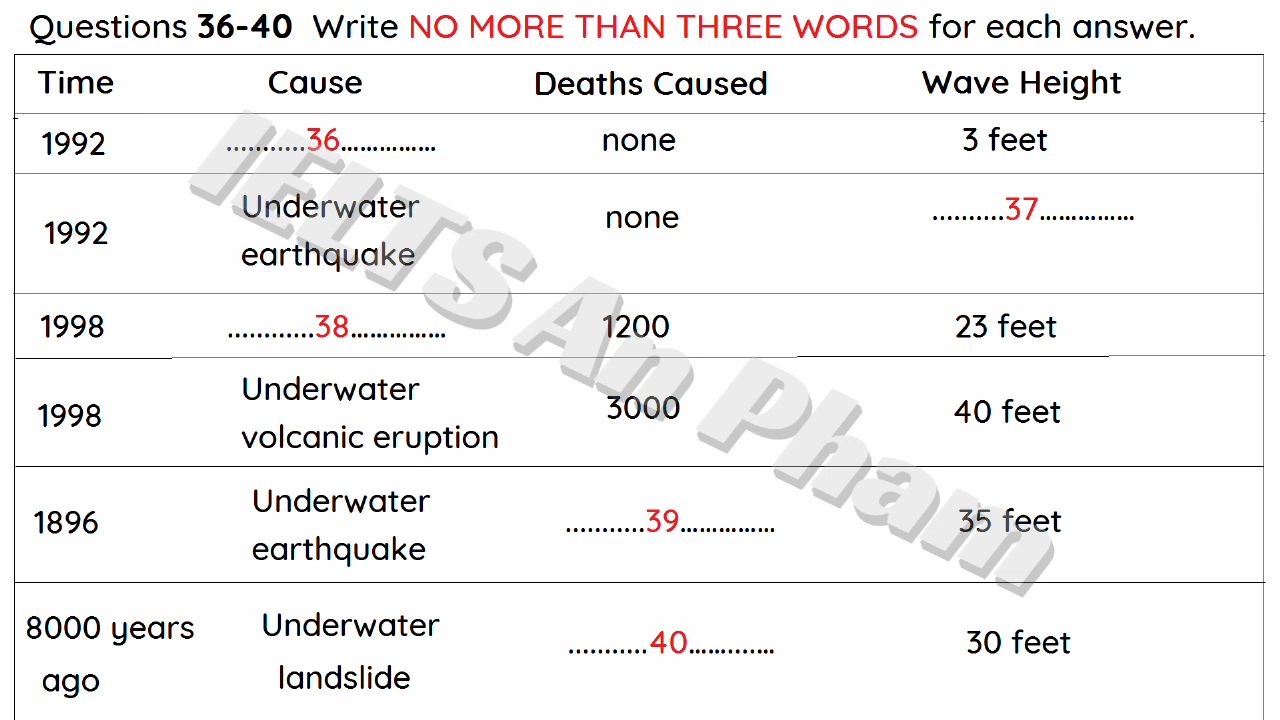 Questions 36-40 Write NO MORE THAN THREE WORDS for each answer.
Time Cause Deaths Caused Wave Height
1992 ...........36............... none 3 feet
1992 Underwater earthquake none ..........37...............
1998 ............38............... 1200 23 feet
1998 Underwater volcanic eruption 3000 40 feet
1896 Underwater earthquake ...........39............... 35 feet
8000 years ago Underwater landslide ...........40............... 30 feet
IELTS An Pham